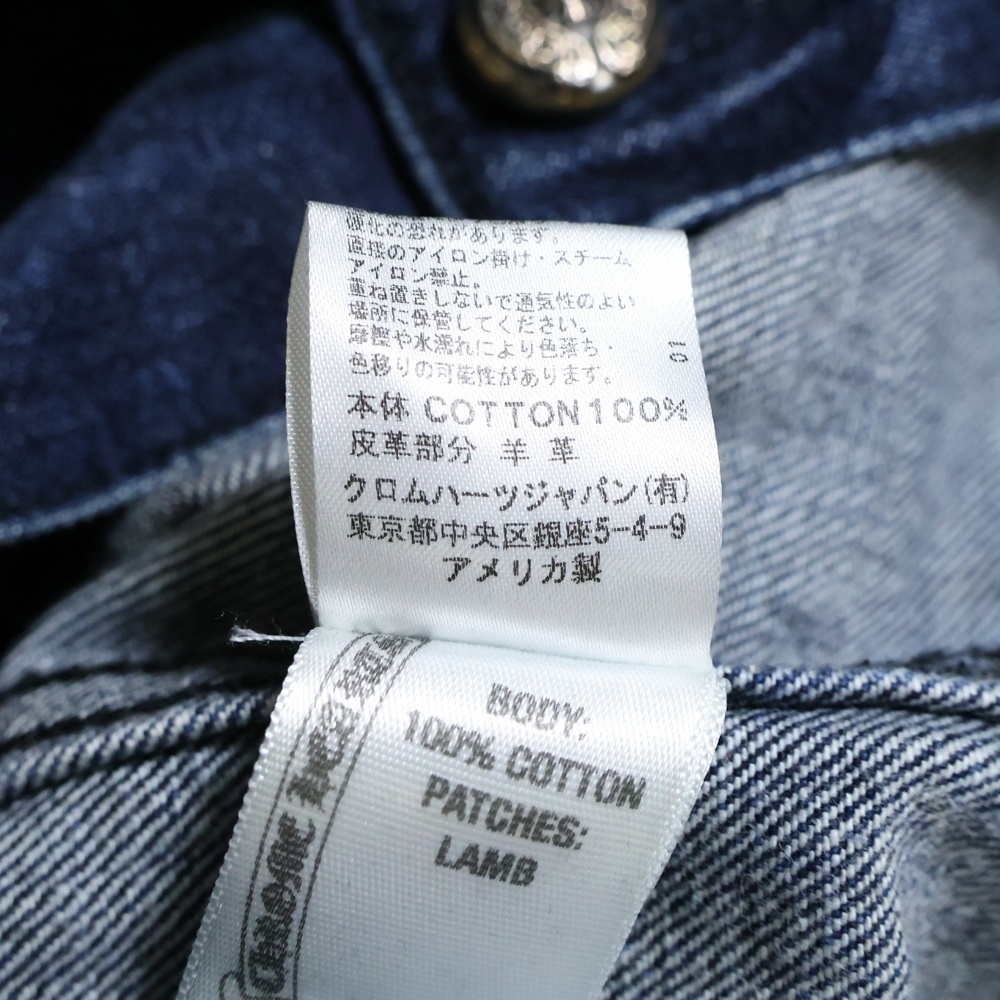 硬化の恐れがあります。
直接のアイロン掛け・スチーム
アイロン禁止。
重ね置きしないで通気性のよい
場所に保管してください。
摩擦や水濡れにより色落ち・
色移りの可能性があります。
01
本体 COTTON100%
皮革部分 羊革
クロムハーツジャパン(有)
東京都中央区銀座5-4-9
アメリカ製
BODY:
100% COTTON
PATCHES:
LAMB
CHROME HEARTS